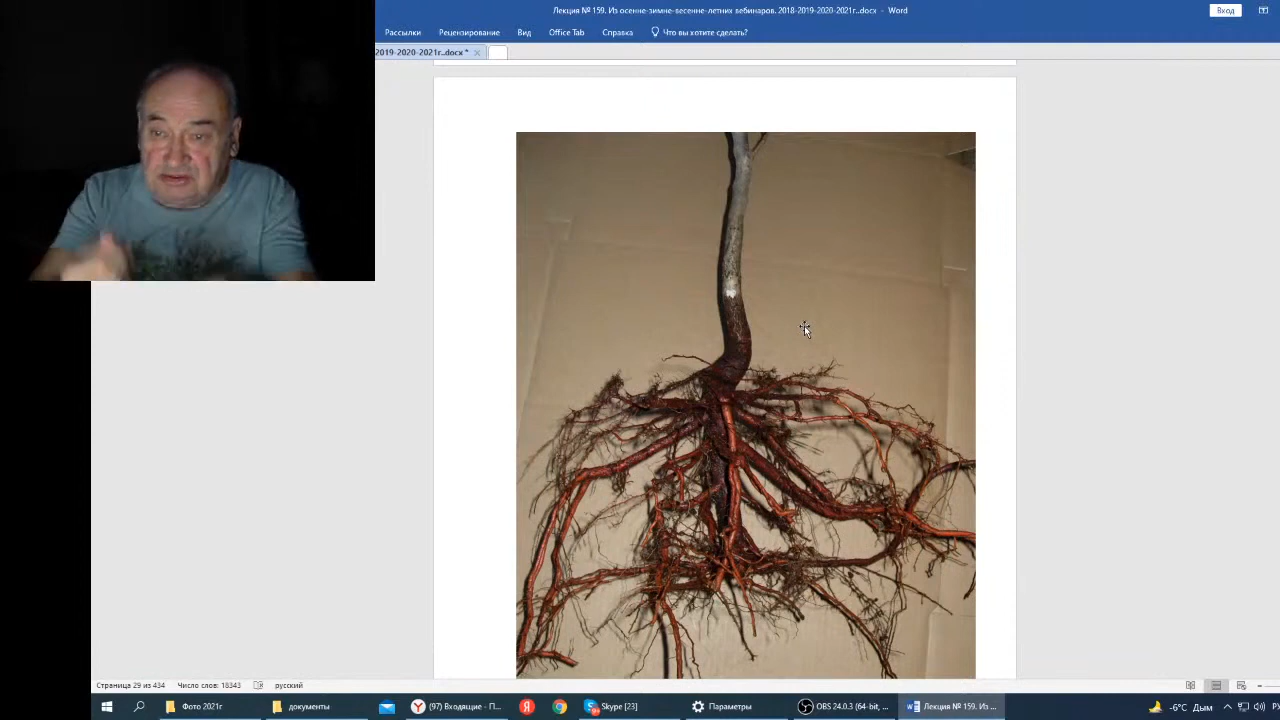 Лекция № 159. Из осенне-зимне-весенне-летних вебинаров. 2018-2019-2020-2021г..docx - Word
Вход
Рассылки Рецензирование Вид Office Tab Справка Что вы хотите сделать?
2019-2020-2021г..docx *
Страница 29 из 434 Число слов: 18343 русский
Фото 2021г документы (97) Входящие - П... Skype [23] Параметры OBS 24.0.3 (64-bit, ... Лекция № 159. Из ... -6°C Дым